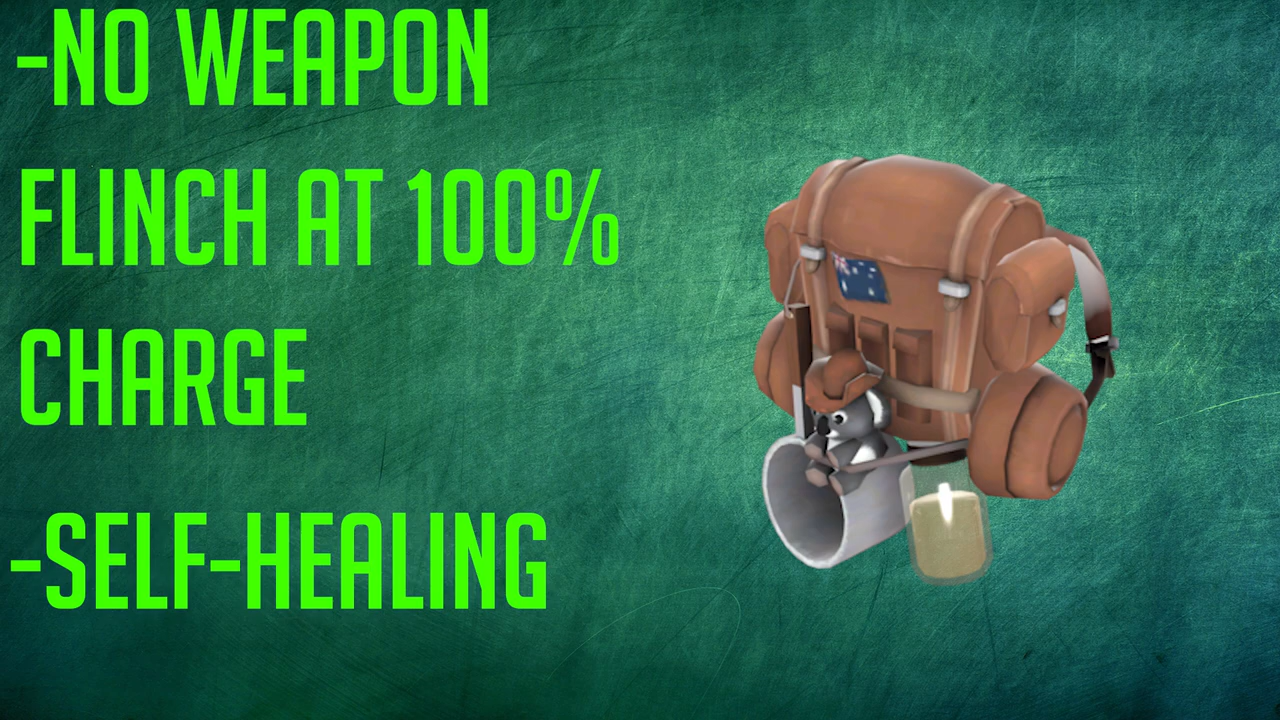 -NO WEAPON
FLINCH AT 100%
CHARGE
-SELF-HEALING